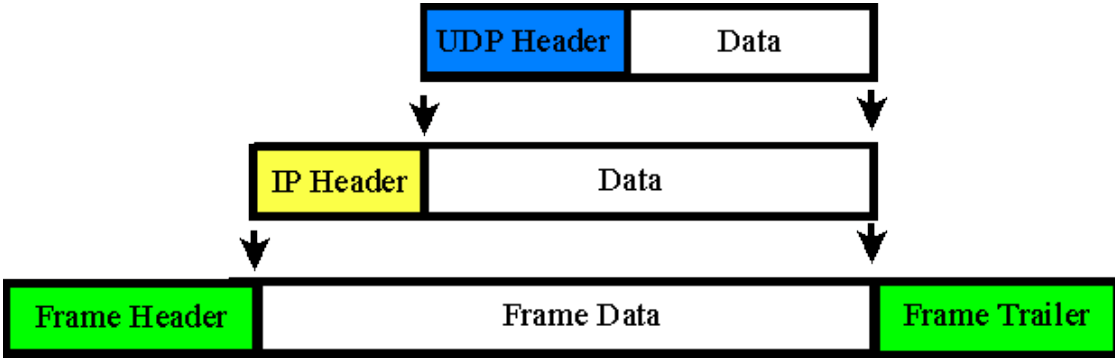 UDP Header Data
IP Header Data
Frame Header Frame Data Frame Trailer